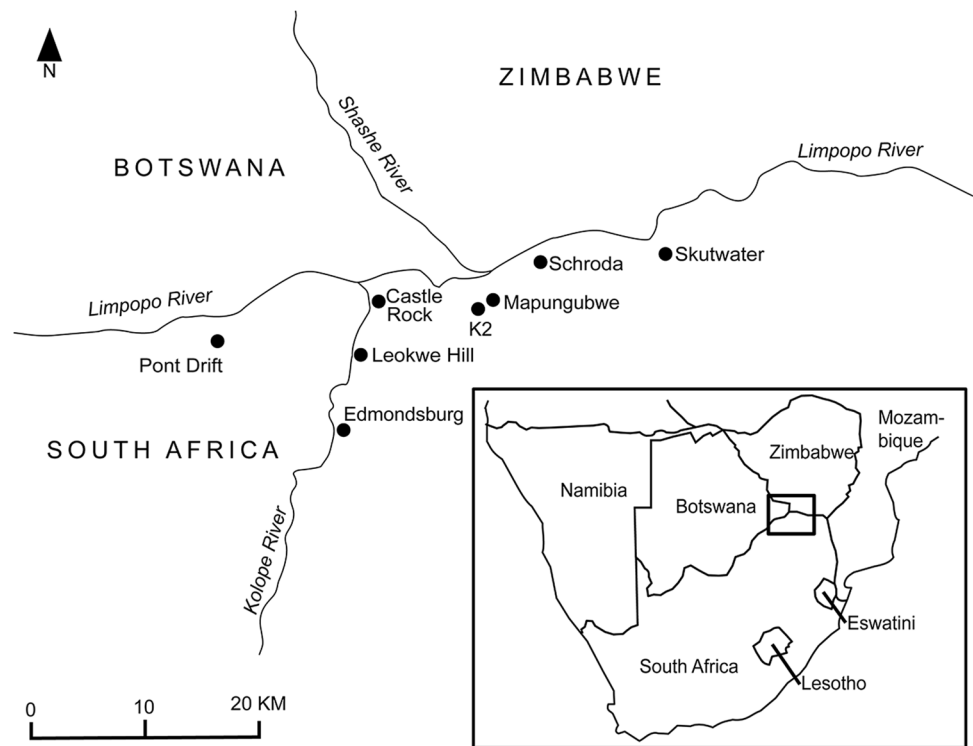 N
ZIMBABWE
BOTSWANA
Shashe River
Limpopo River
Schroda
Skutwater
Limpopo River
Castle
Rock
Mapungubwe
K2
Pont Drift
Leokwe Hill
Edmondsburg
SOUTH AFRICA
Kolope River
0
10
20 KM
Mozam-
bique
Zimbabwe
Namibia
Botswana
Eswatini
South Africa
Lesotho